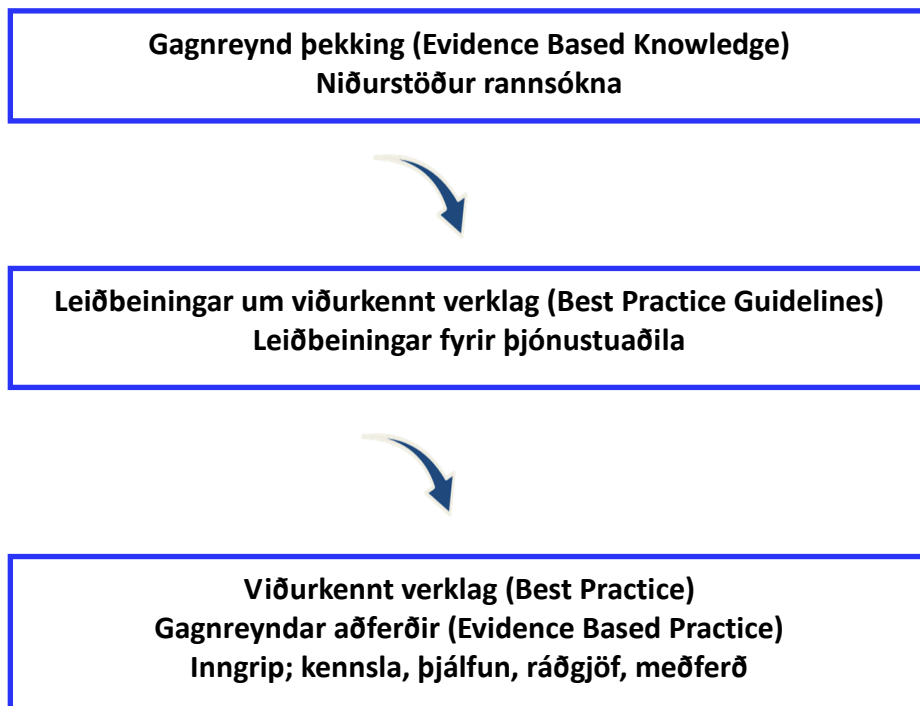 Gagnreynd þekking (Evidence Based Knowledge)
Niðurstöður rannsókna
Leiðbeiningar um viðurkennt verklag (Best Practice Guidelines)
Leiðbeiningar fyrir þjónustuaðila
Viðurkennt verklag (Best Practice)
Gagnreyndar aðferðir (Evidence Based Practice)
Inngrip; kennsla, þjálfun, ráðgjöf, meðferð